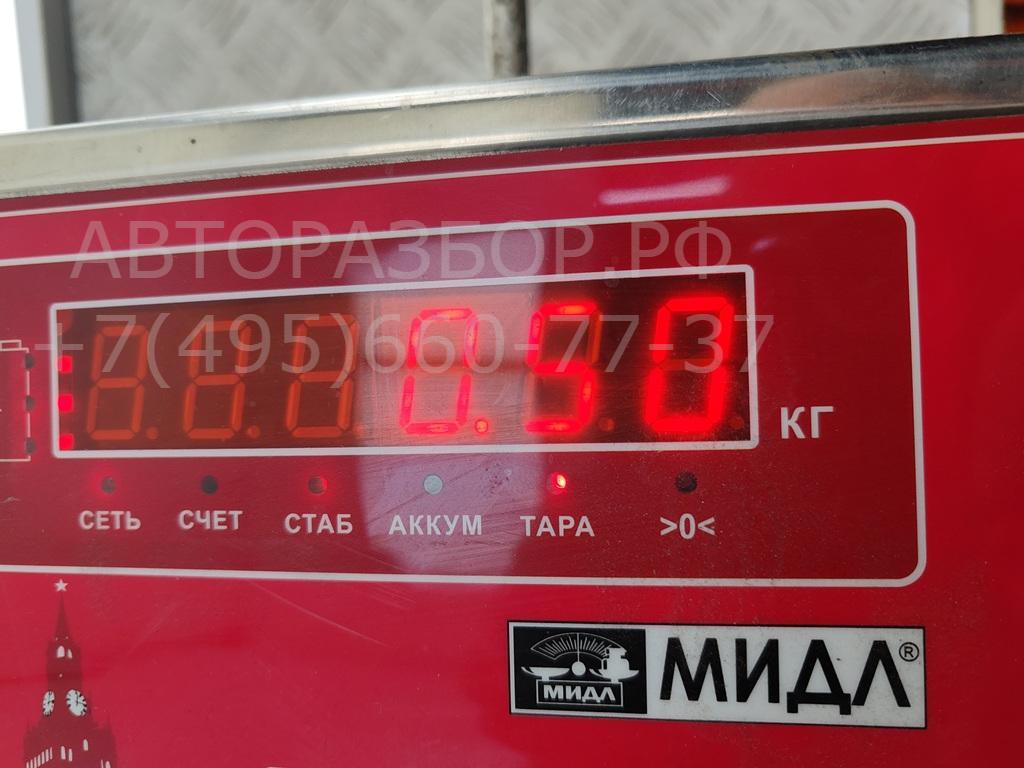 АВТОРАЗБОР.РФ
+7(495)660-77-37
0.50 КГ
СЕТЬ СЧЕТ СТАБ АККУМ ТАРА >0<
МИДЛ МИДЛ®